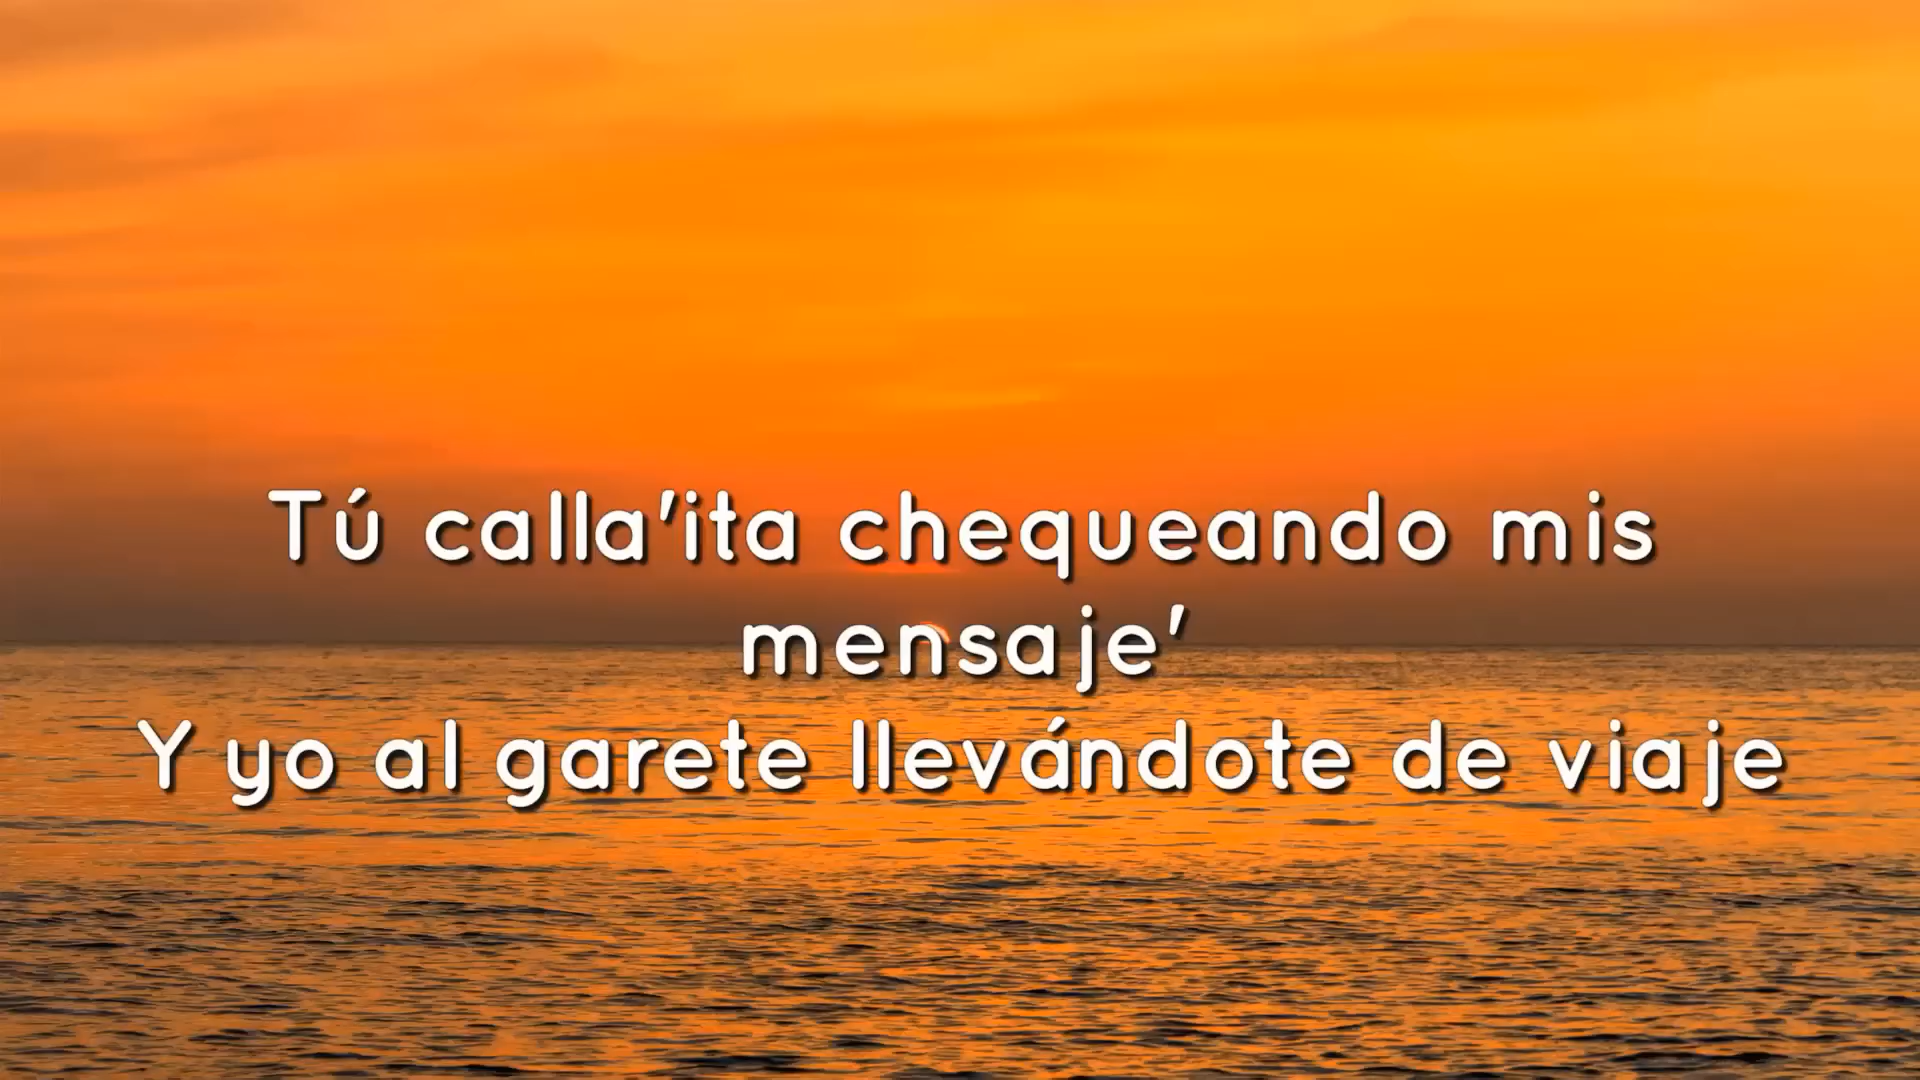 Tú calla'ita chequeando mis
mensaje'
Y yo al garete llevándote de viaje